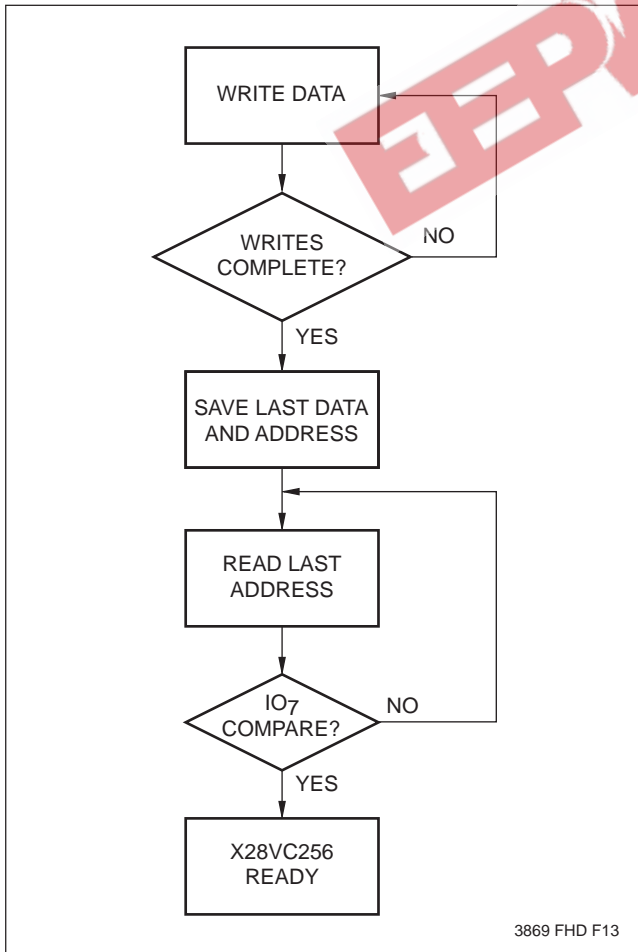 WRITE DATA
WRITES
COMPLETE?
NO
YES
SAVE LAST DATA
AND ADDRESS
READ LAST
ADDRESS
IO7
COMPARE?
NO
YES
X28VC256
READY
3869 FHD F13